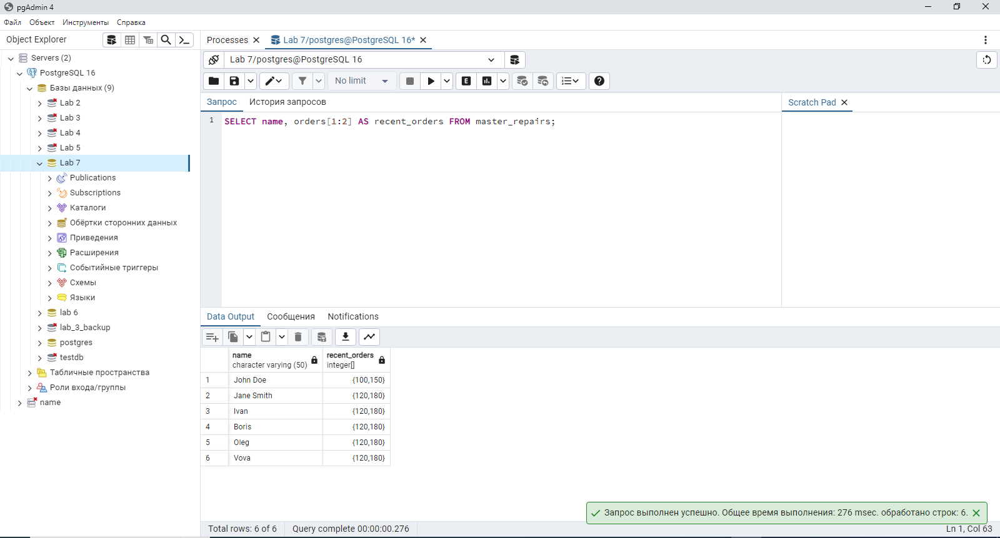 pgAdmin 4
Файл Объект Инструменты Справка
Object Explorer
Processes
Lab 7/postgres@PostgreSQL 16*
Servers (2)
PostgreSQL 16
Базы данных (9)
Lab 2
Lab 3
Lab 4
Lab 5
Lab 7
Publications
Subscriptions
Каталоги
Обёртки сторонних данных
Приведения
Расширения
Событийные триггеры
Схемы
Языки
lab 6
lab_3_backup
postgres
testdb
Табличные пространства
Роли входа/группы
name
Lab 7/postgres@PostgreSQL 16
No limit
E
Запрос История запросов
Scratch Pad
1 SELECT name, orders[1:2] AS recent_orders FROM master_repairs;
Data Output Сообщения Notifications
name recent_orders
character varying (50) integer[]
1 John Doe {100,150}
2 Jane Smith {120,180}
3 Ivan {120,180}
4 Boris {120,180}
5 Oleg {120,180}
6 Vova {120,180}
Запрос выполнен успешно. Общее время выполнения: 276 msec. обработано строк: 6.
Total rows: 6 of 6 Query complete 00:00:00.276 Ln 1, Col 63